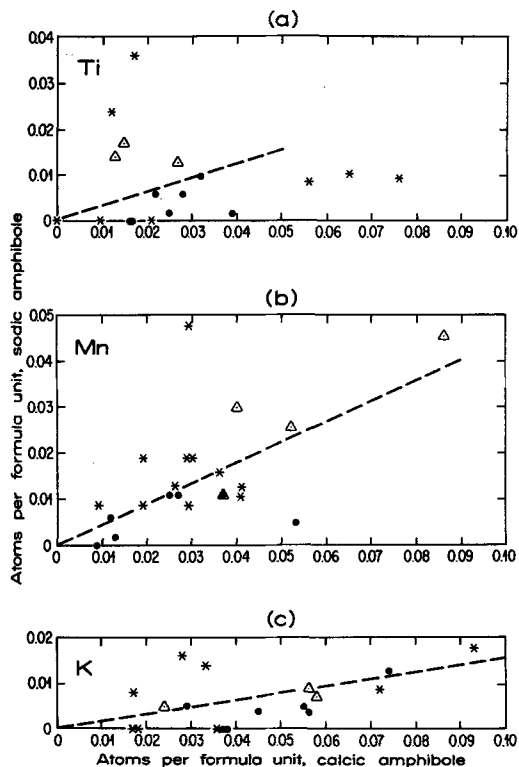 (a)
0.04
Ti
0.03
0.02
0.01
0
0 0.01 0.02 0.03 0.04 0.05 0.06 0.07 0.08 0.09 0.10
(b)
0.05
Mn
0.04
0.03
0.02
0.01
0
0 0.01 0.02 0.03 0.04 0.05 0.06 0.07 0.08 0.09 0.10
(c)
0.02
K
0.01
0
0 0.01 0.02 0.03 0.04 0.05 0.06 0.07 0.08 0.09 0.10
Atoms per formula unit, calcic amphibole
Atoms per formula unit, sodic amphibole